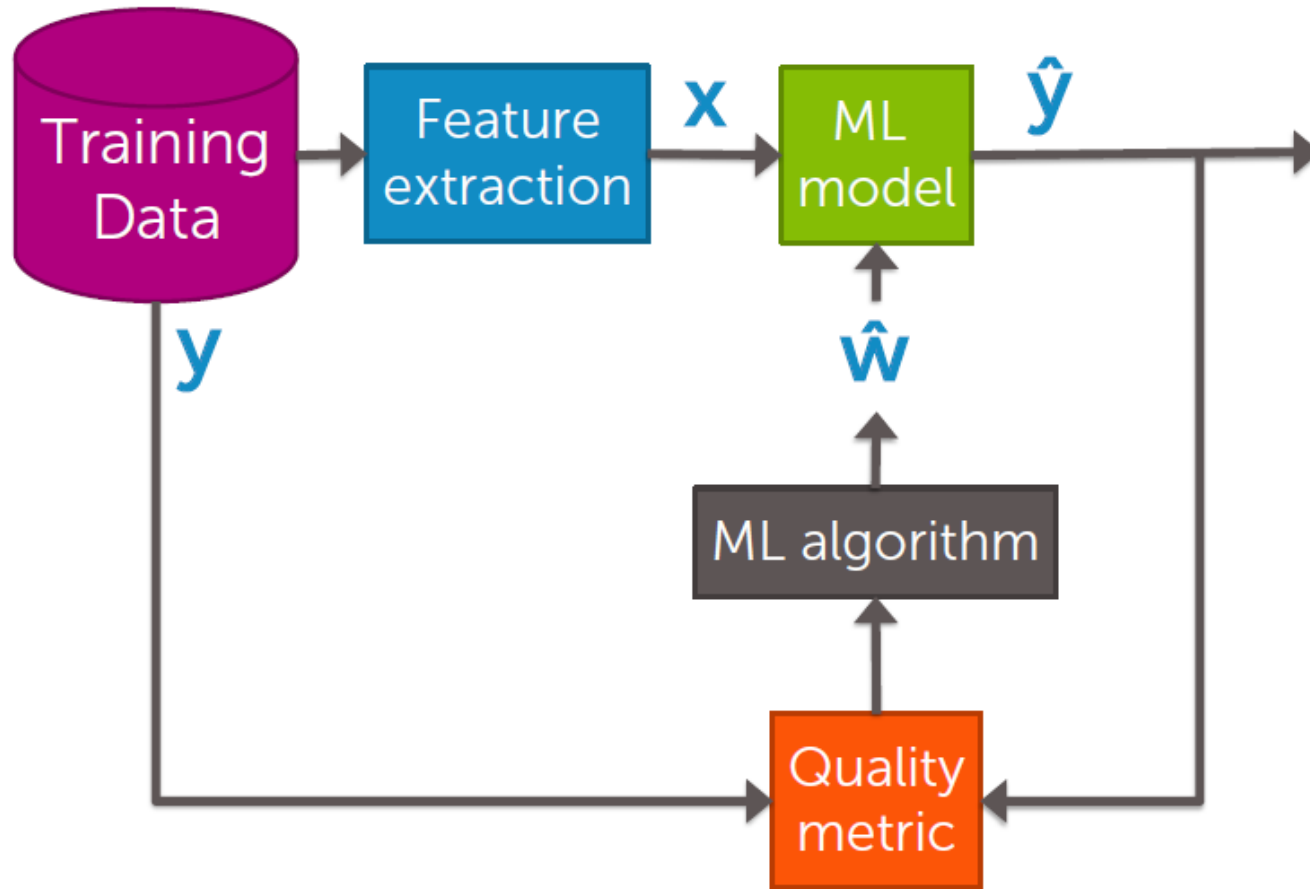 Training
Data
Feature
extraction
x
ML
model
ŷ
y
ŵ
ML algorithm
Quality
metric